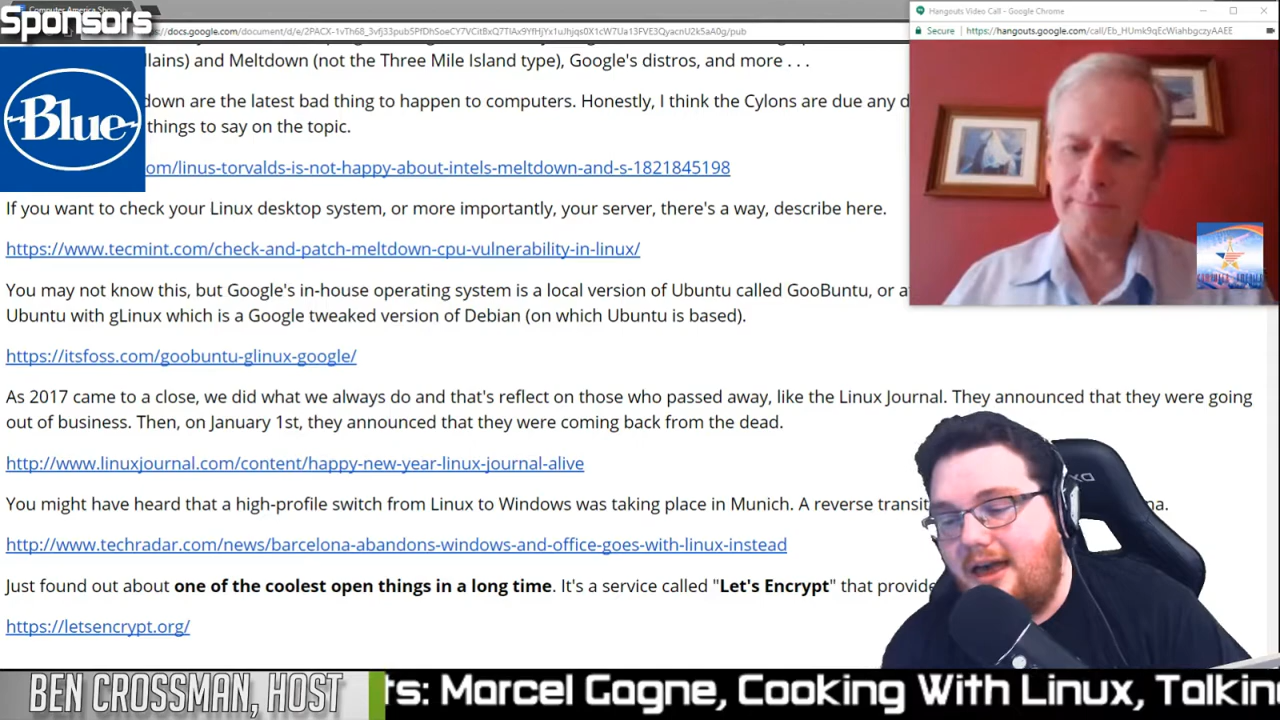 Sponsors
Computer America Sho
docs.google.com/document/d/e/2PACX-1vTh68_3vfj33pub5PfDhSoeCY7VCitBxQ7TIAx9YfHjYx1uJhjqs0X1cW7Ua13FVE3QyacnU2k5aA0g/pub
Hangouts Video Call - Google Chrome
Secure https://hangouts.google.com/call/Eb_HUmk9qEcWiahbgczyAAEE
Blue
lains) and Meltdown (not the Three Mile Island type), Google's distros, and more . . .
down are the latest bad thing to happen to computers. Honestly, I think the Cylons are due any d
things to say on the topic.
om/linus-torvalds-is-not-happy-about-intels-meltdown-and-s-1821845198
If you want to check your Linux desktop system, or more importantly, your server, there's a way, describe here.
https://www.tecmint.com/check-and-patch-meltdown-cpu-vulnerability-in-linux/
You may not know this, but Google's in-house operating system is a local version of Ubuntu called GooBuntu, or at
Ubuntu with gLinux which is a Google tweaked version of Debian (on which Ubuntu is based).
https://itsfoss.com/goobuntu-glinux-google/
As 2017 came to a close, we did what we always do and that's reflect on those who passed away, like the Linux Journal. They announced that they were going
out of business. Then, on January 1st, they announced that they were coming back from the dead.
http://www.linuxjournal.com/content/happy-new-year-linux-journal-alive
You might have heard that a high-profile switch from Linux to Windows was taking place in Munich. A reverse transit na.
http://www.techradar.com/news/barcelona-abandons-windows-and-office-goes-with-linux-instead
Just found out about one of the coolest open things in a long time. It's a service called "Let's Encrypt" that provide
https://letsencrypt.org/
BEN CROSSMAN, HOST
ts: Marcel Gagne, Cooking With Linux, Talking